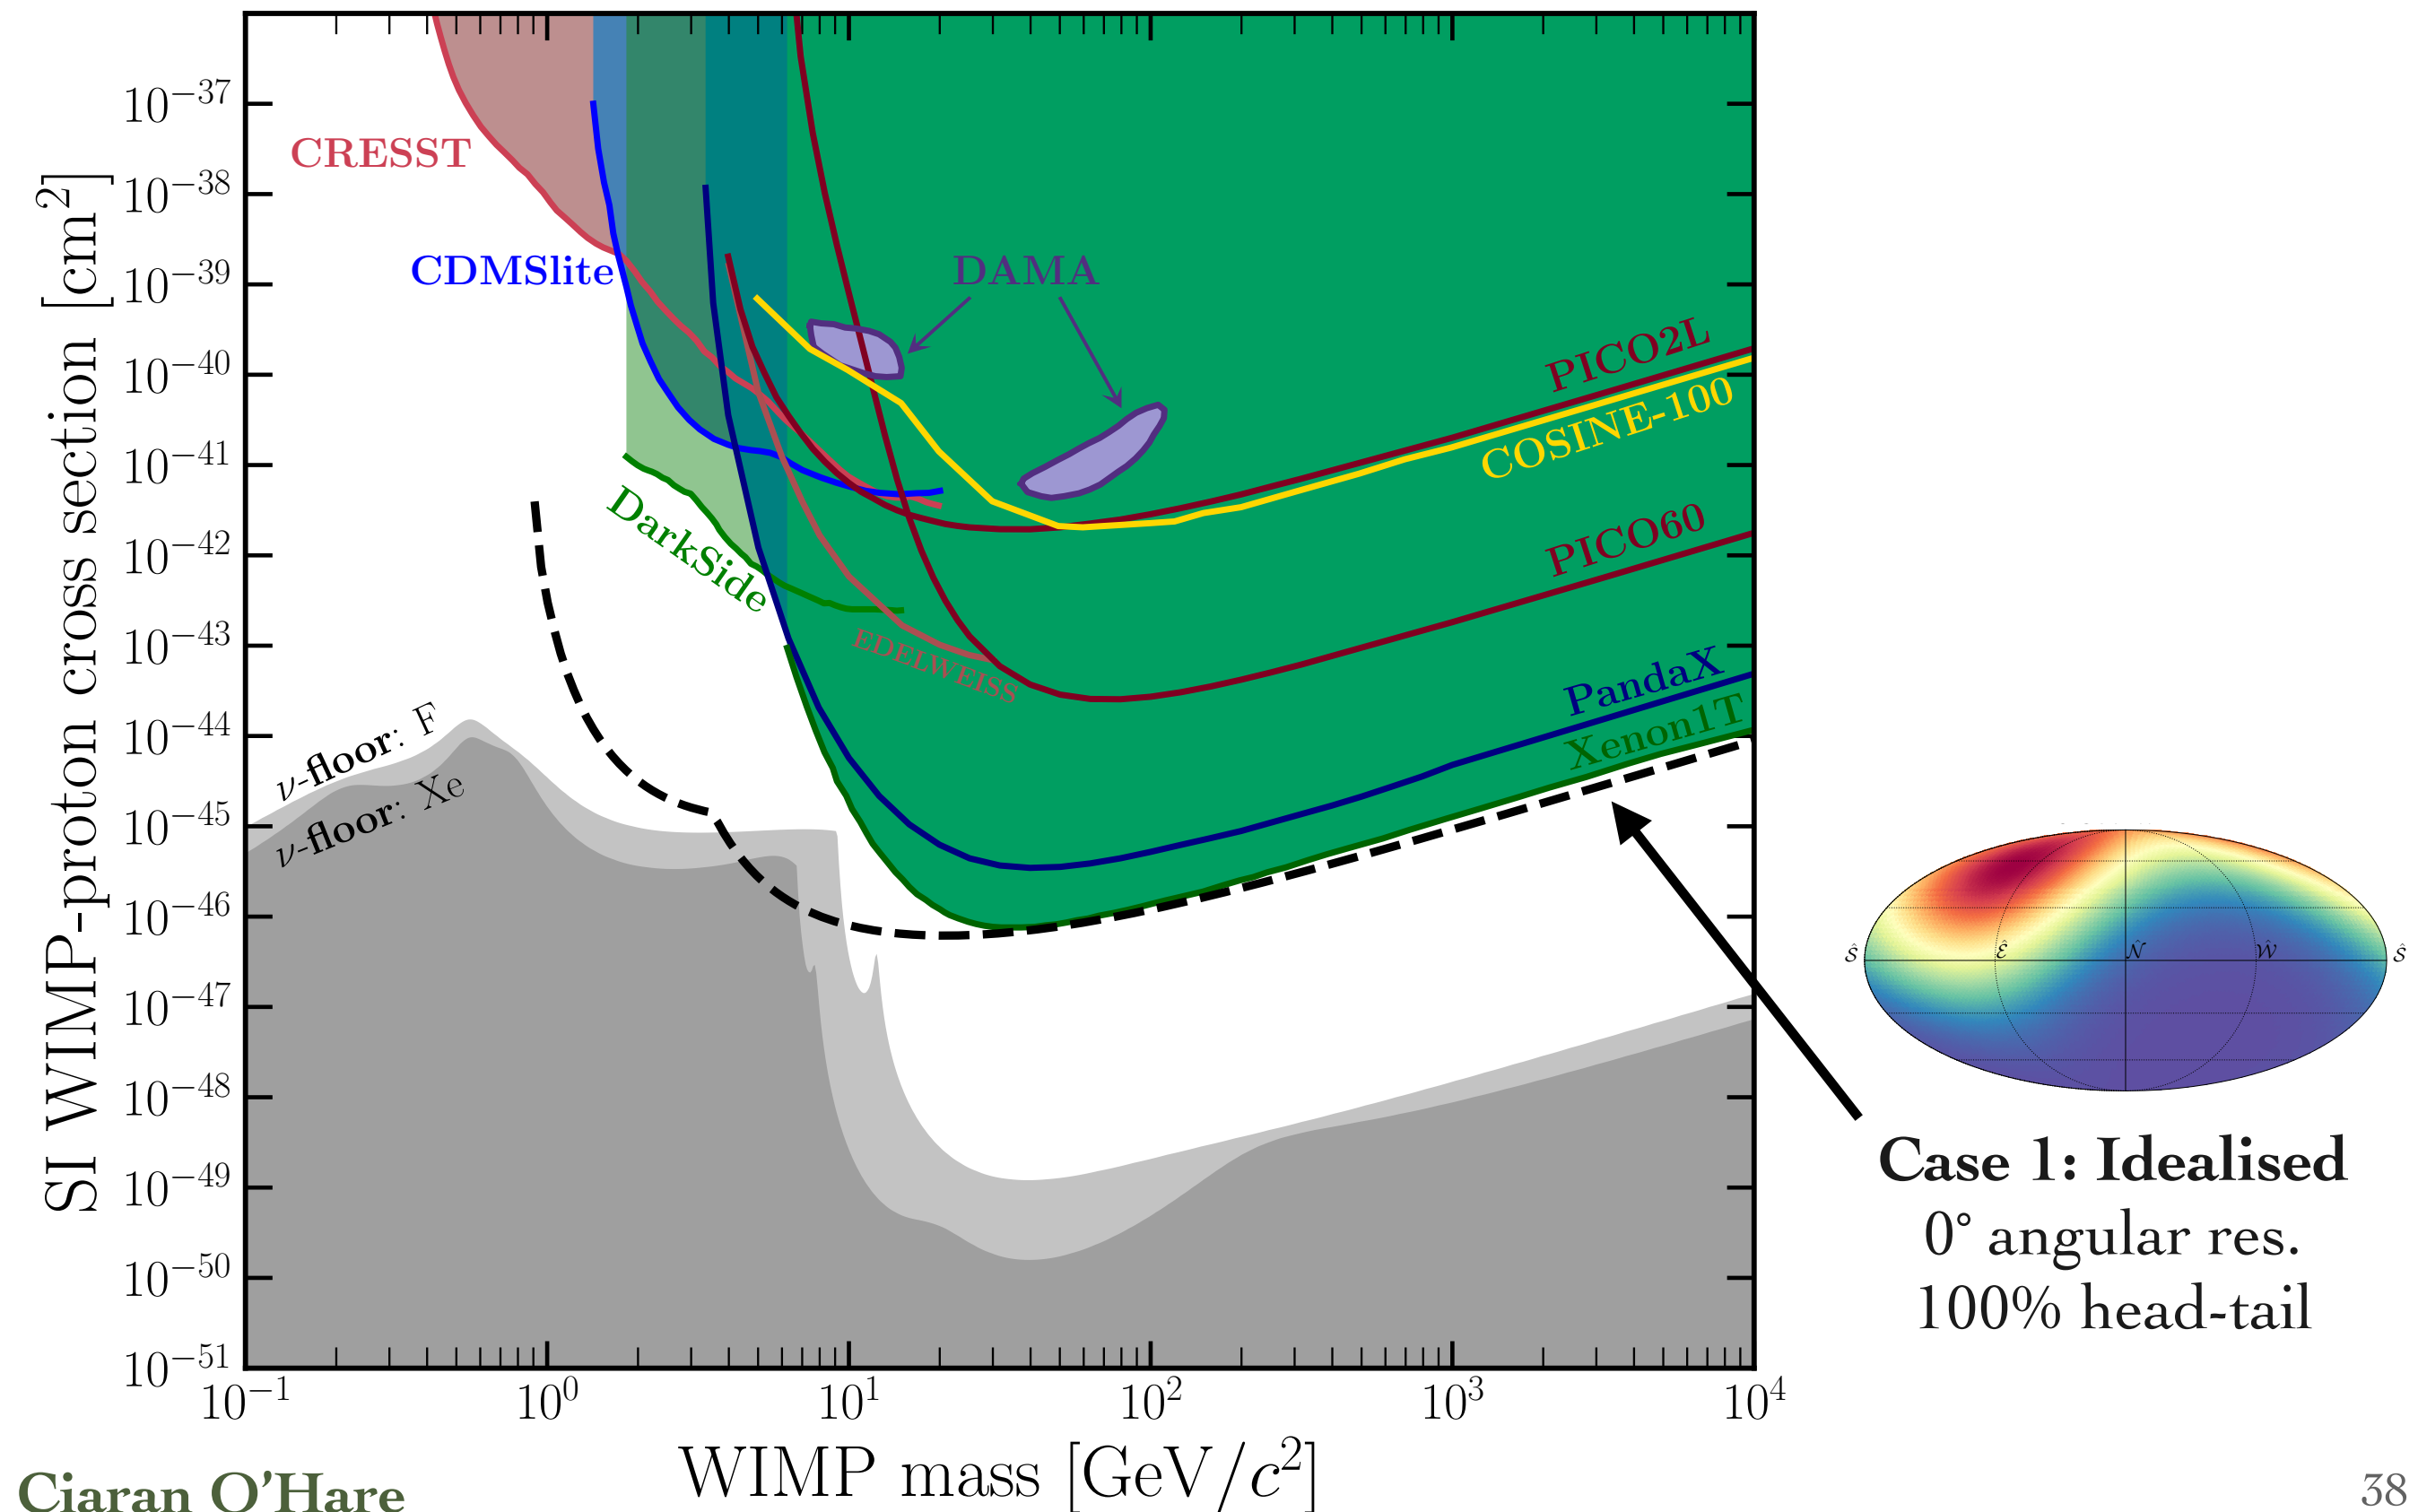 SI WIMP-proton cross section [cm²]
10⁻³⁷
10⁻³⁸
10⁻³⁹
10⁻⁴⁰
10⁻⁴¹
10⁻⁴²
10⁻⁴³
10⁻⁴⁴
10⁻⁴⁵
10⁻⁴⁶
10⁻⁴⁷
10⁻⁴⁸
10⁻⁴⁹
10⁻⁵⁰
10⁻⁵¹
CRESST
CDMSlite
DAMA
DarkSide
EDELWEISS
PICO2L
COSINE-100
PICO60
PandaX
Xenon1T
ν-floor: F
ν-floor: Xe
10⁻¹ 10⁰ 10¹ 10² 10³ 10⁴
WIMP mass [GeV/c²]
Ŝ Ê N̂ Ŵ Ŝ
Case 1: Idealised
0° angular res.
100% head-tail
Ciaran O'Hare
38